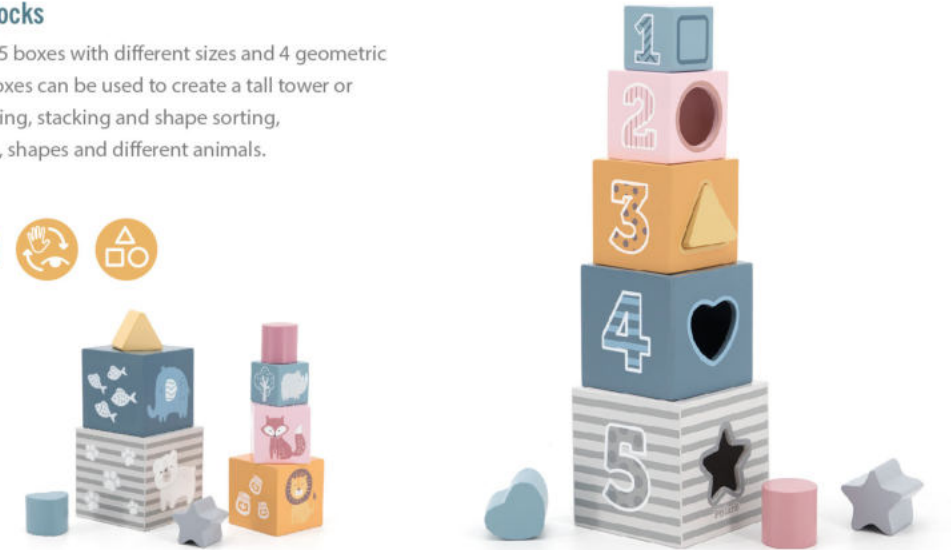 ocks
5 boxes with different sizes and 4 geometric
oxes can be used to create a tall tower or
ing, stacking and shape sorting,
, shapes and different animals.
1
2
3
4
5